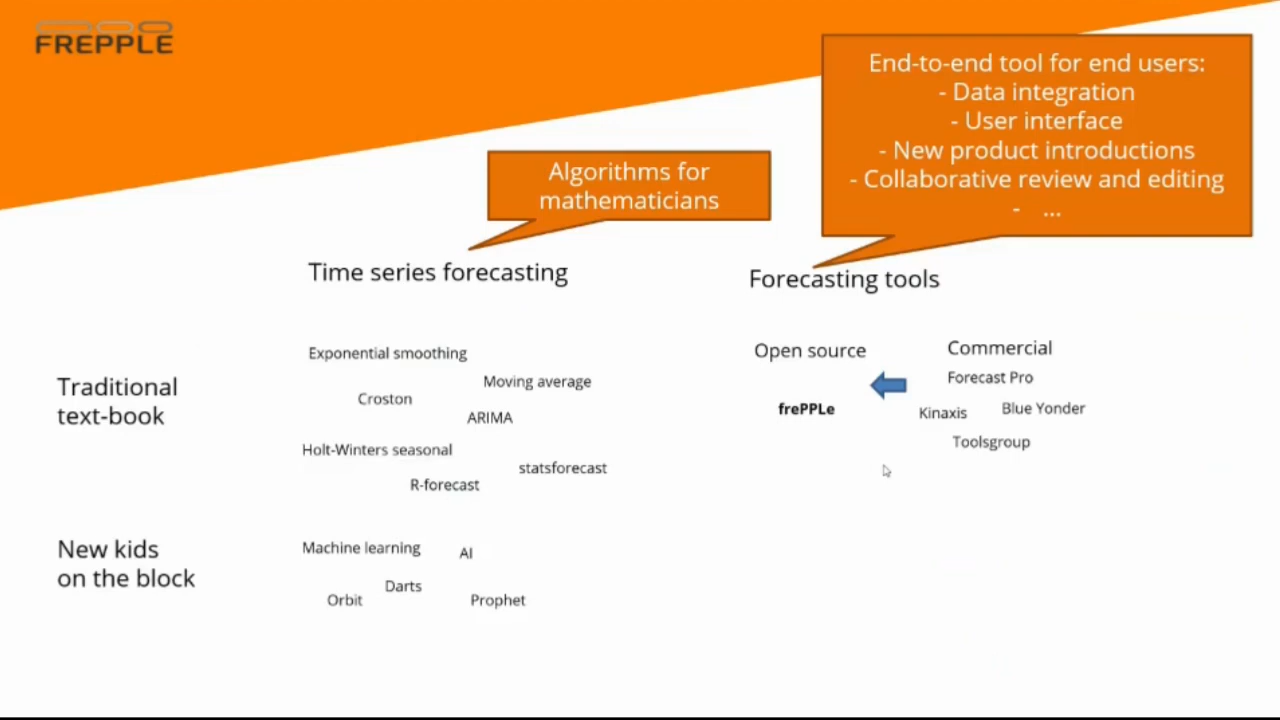 FREPPLE
End-to-end tool for end users:
- Data integration
- User interface
- New product introductions
- Collaborative review and editing
- ...
Algorithms for
mathematicians
Time series forecasting
Forecasting tools
Exponential smoothing
Moving average
Croston
ARIMA
Holt-Winters seasonal
statsforecast
R-forecast
Open source
Commercial
Forecast Pro
frePPLe
Kinaxis
Blue Yonder
Toolsgroup
Traditional
text-book
New kids
on the block
Machine learning
AI
Darts
Orbit
Prophet